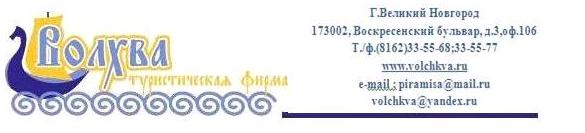 Волхва
туристическая фирма
Г.Великий Новгород
173002, Воскресенский бульвар, д.3,оф.106
Т./ф.(8162)33-55-68;33-55-77
www.volchkva.ru
e-mail : piramisa@mail.ru
volchkva@yandex.ru